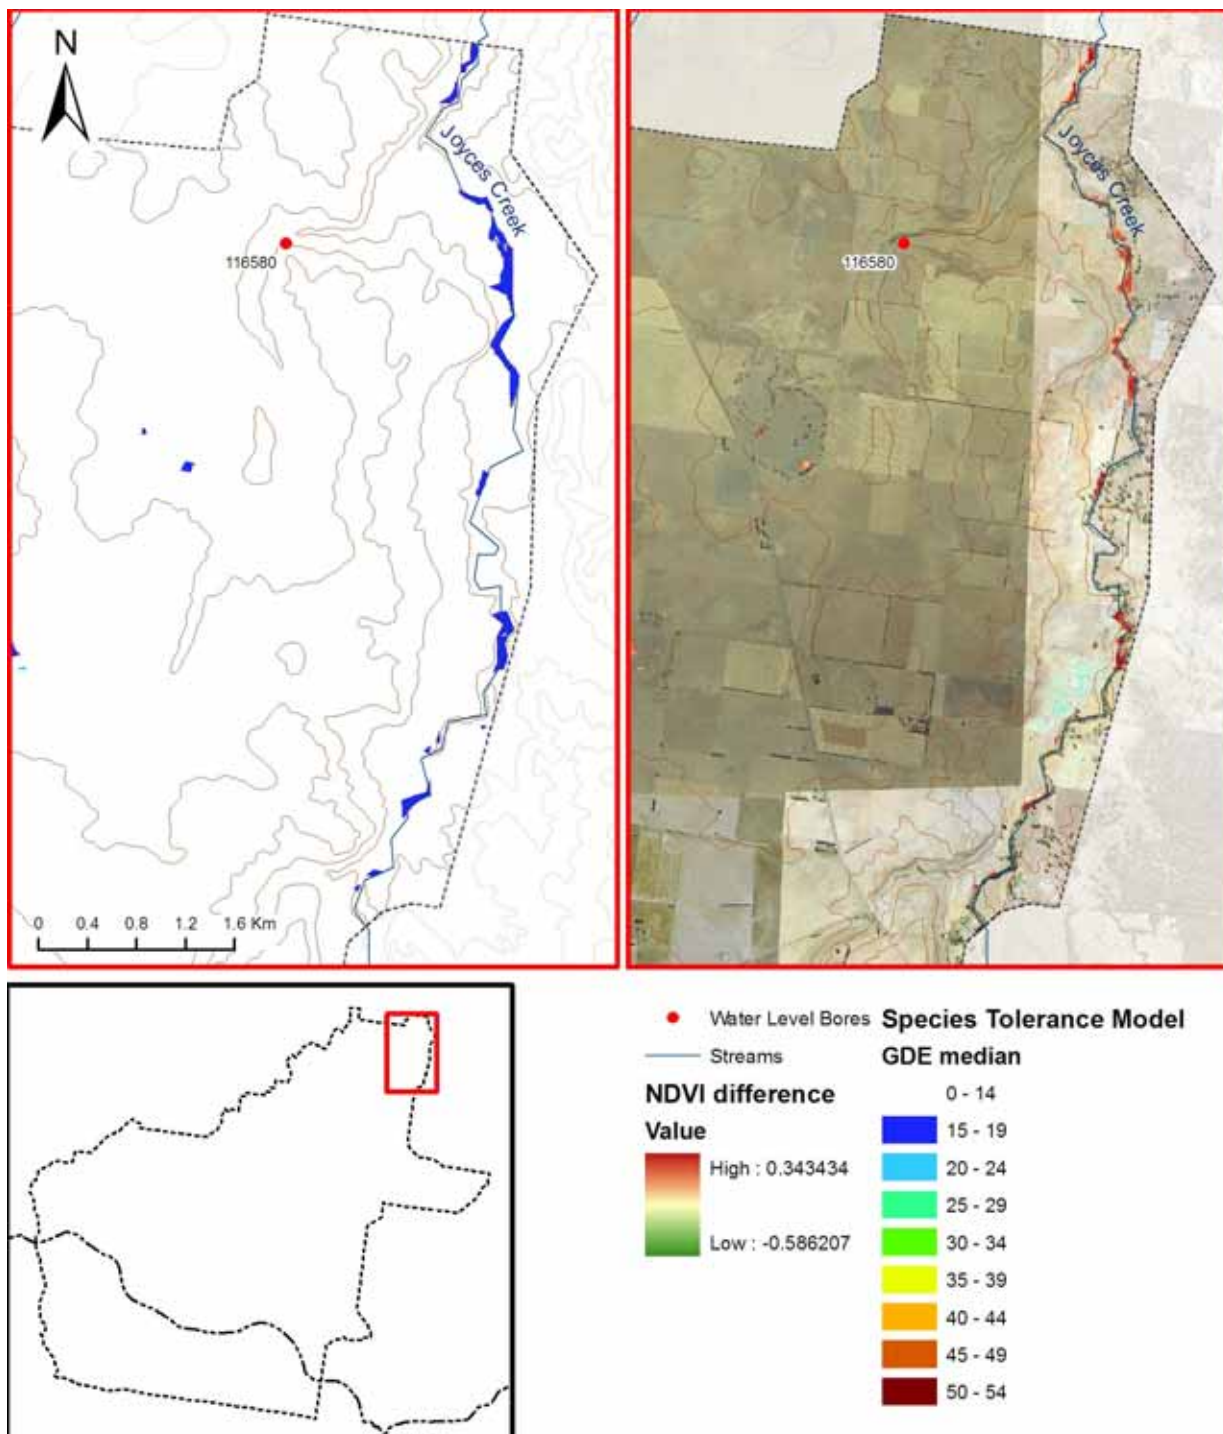 N
Joyces Creek
116580
0 0.4 0.8 1.2 1.6 Km
Joyces Creek
116580
Water Level Bores
Streams
NDVI difference
Value
High : 0.343434
Low : -0.586207
Species Tolerance Model
GDE median
0 - 14
15 - 19
20 - 24
25 - 29
30 - 34
35 - 39
40 - 44
45 - 49
50 - 54